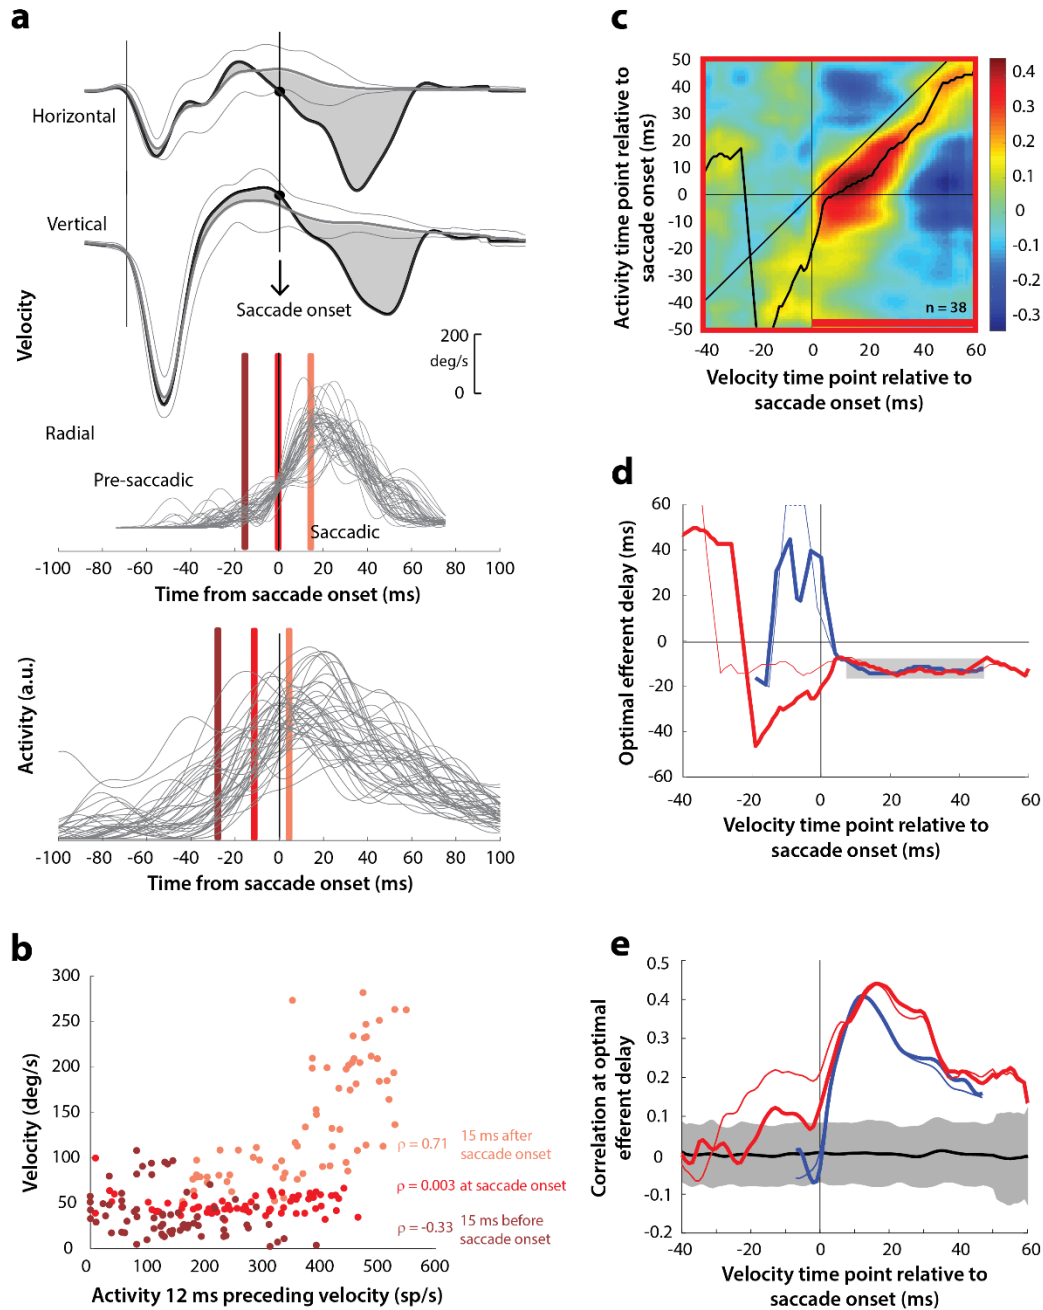 a
Horizontal
Vertical
Saccade onset
Velocity
200
deg/s
0
Radial
Pre-saccadic
Saccadic
-100 -80 -60 -40 -20 0 20 40 60 80 100
Time from saccade onset (ms)
Activity (a.u.)
-100 -80 -60 -40 -20 0 20 40 60 80 100
Time from saccade onset (ms)
b
300
250
200
150
100
50
0
Velocity (deg/s)
ρ = 0.71 15 ms after
saccade onset
ρ = 0.003 at saccade onset
ρ = -0.33 15 ms before
saccade onset
0 100 200 300 400 500 600
Activity 12 ms preceding velocity (sp/s)
c
Activity time point relative to
saccade onset (ms)
50
40
30
20
10
0
-10
-20
-30
-40
-50
n = 38
0.4
0.3
0.2
0.1
0
-0.1
-0.2
-0.3
-40 -20 0 20 40 60
Velocity time point relative to
saccade onset (ms)
d
Optimal efferent delay (ms)
60
40
20
0
-20
-40
-60
-40 -20 0 20 40 60
Velocity time point relative to
saccade onset (ms)
e
Correlation at optimal
efferent delay
0.5
0.4
0.3
0.2
0.1
0
-0.1
-0.2
-40 -20 0 20 40 60
Velocity time point relative to
saccade onset (ms)